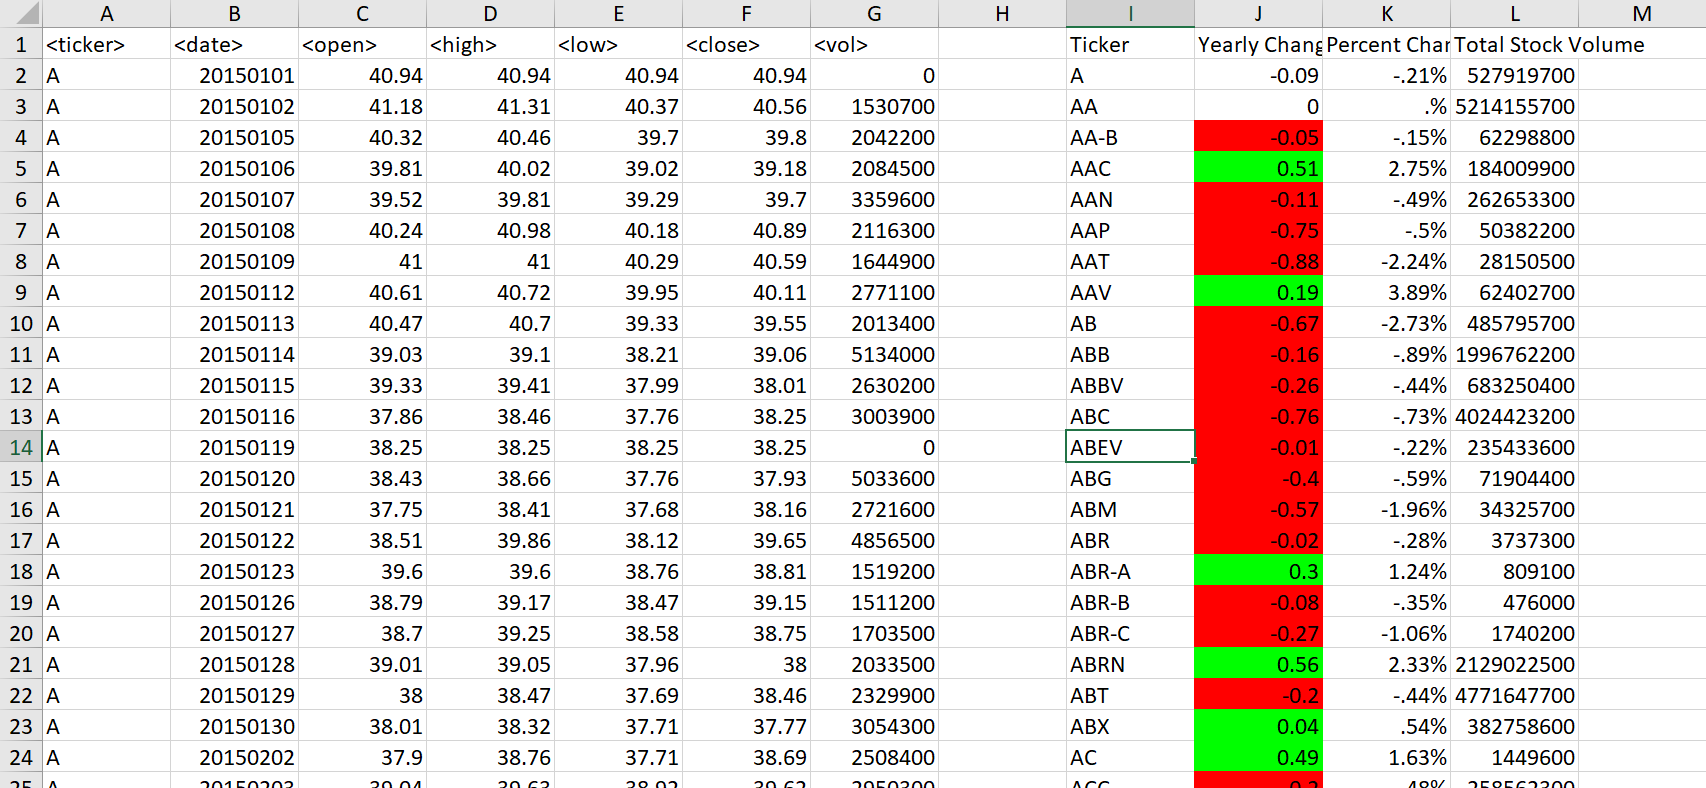 A B C D E F G H I J K L M
1 <ticker> <date> <open> <high> <low> <close> <vol> Ticker Yearly Chang Percent Char Total Stock Volume
2 A 20150101 40.94 40.94 40.94 40.94 0 A -0.09 -.21% 527919700
3 A 20150102 41.18 41.31 40.37 40.56 1530700 AA 0 .% 5214155700
4 A 20150105 40.32 40.46 39.7 39.8 2042200 AA-B -0.05 -.15% 62298800
5 A 20150106 39.81 40.02 39.02 39.18 2084500 AAC 0.51 2.75% 184009900
6 A 20150107 39.52 39.81 39.29 39.7 3359600 AAN -0.11 -.49% 262653300
7 A 20150108 40.24 40.98 40.18 40.89 2116300 AAP -0.75 -.5% 50382200
8 A 20150109 41 41 40.29 40.59 1644900 AAT -0.88 -2.24% 28150500
9 A 20150112 40.61 40.72 39.95 40.11 2771100 AAV 0.19 3.89% 62402700
10 A 20150113 40.47 40.7 39.33 39.55 2013400 AB -0.67 -2.73% 485795700
11 A 20150114 39.03 39.1 38.21 39.06 5134000 ABB -0.16 -.89% 1996762200
12 A 20150115 39.33 39.41 37.99 38.01 2630200 ABBV -0.26 -.44% 683250400
13 A 20150116 37.86 38.46 37.76 38.25 3003900 ABC -0.76 -.73% 4024423200
14 A 20150119 38.25 38.25 38.25 38.25 0 ABEV -0.01 -.22% 235433600
15 A 20150120 38.43 38.66 37.76 37.93 5033600 ABG -0.4 -.59% 71904400
16 A 20150121 37.75 38.41 37.68 38.16 2721600 ABM -0.57 -1.96% 34325700
17 A 20150122 38.51 39.86 38.12 39.65 4856500 ABR -0.02 -.28% 3737300
18 A 20150123 39.6 39.6 38.76 38.81 1519200 ABR-A 0.3 1.24% 809100
19 A 20150126 38.79 39.17 38.47 39.15 1511200 ABR-B -0.08 -.35% 476000
20 A 20150127 38.7 39.25 38.58 38.75 1703500 ABR-C -0.27 -1.06% 1740200
21 A 20150128 39.01 39.05 37.96 38 2033500 ABRN 0.56 2.33% 2129022500
22 A 20150129 38 38.47 37.69 38.46 2329900 ABT -0.2 -.44% 4771647700
23 A 20150130 38.01 38.32 37.71 37.77 3054300 ABX 0.04 .54% 382758600
24 A 20150202 37.9 38.76 37.71 38.69 2508400 AC 0.49 1.63% 1449600
25 A 20150203